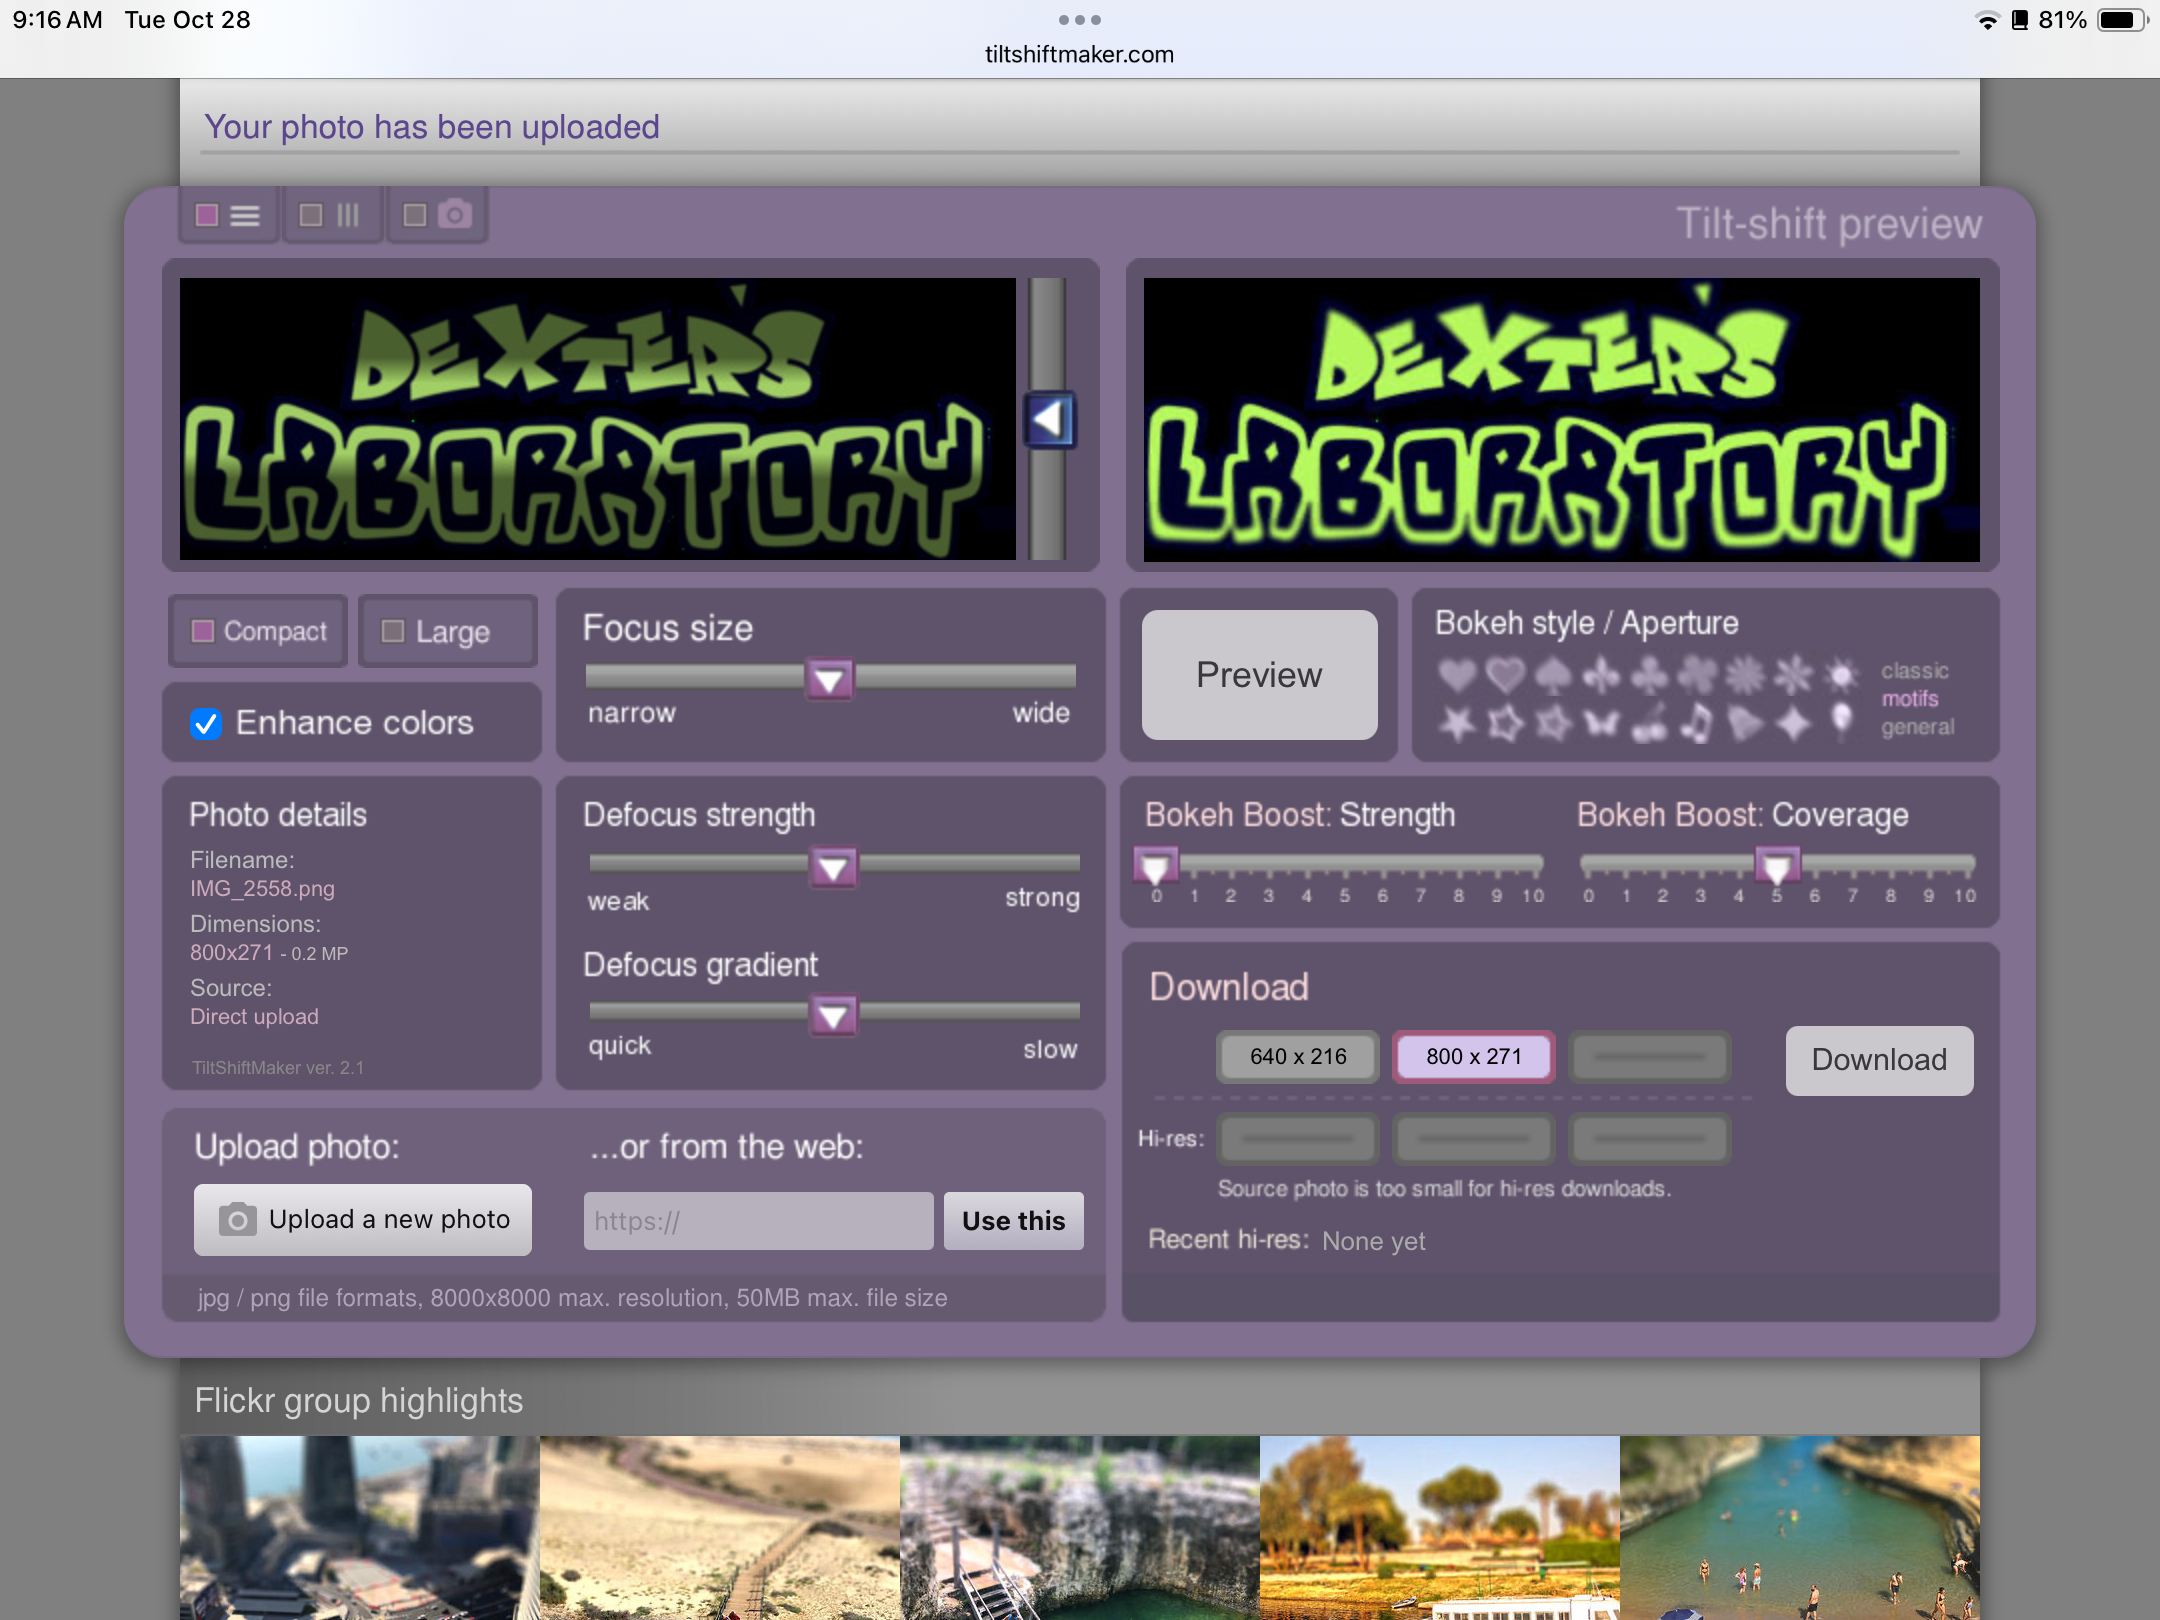 9:16 AM Tue Oct 28
81%
tiltshiftmaker.com
Your photo has been uploaded
Tilt-shift preview
DEXTER'S
LABORATORY
DEXTER'S
LABORATORY
Compact
Large
Enhance colors
Focus size
narrow
wide
Preview
Bokeh style / Aperture
classic
motifs
general
Photo details
Filename:
IMG_2558.png
Dimensions:
800x271 - 0.2 MP
Source:
Direct upload
TiltShiftMaker ver. 2.1
Defocus strength
weak
strong
Defocus gradient
quick
slow
Bokeh Boost: Strength
0 1 2 3 4 5 6 7 8 9 10
Bokeh Boost: Coverage
0 1 2 3 4 5 6 7 8 9 10
Download
640 x 216
800 x 271
Download
Hi-res:
Source photo is too small for hi-res downloads.
Recent hi-res: None yet
Upload photo:
Upload a new photo
...or from the web:
https://
Use this
jpg / png file formats, 8000x8000 max. resolution, 50MB max. file size
Flickr group highlights